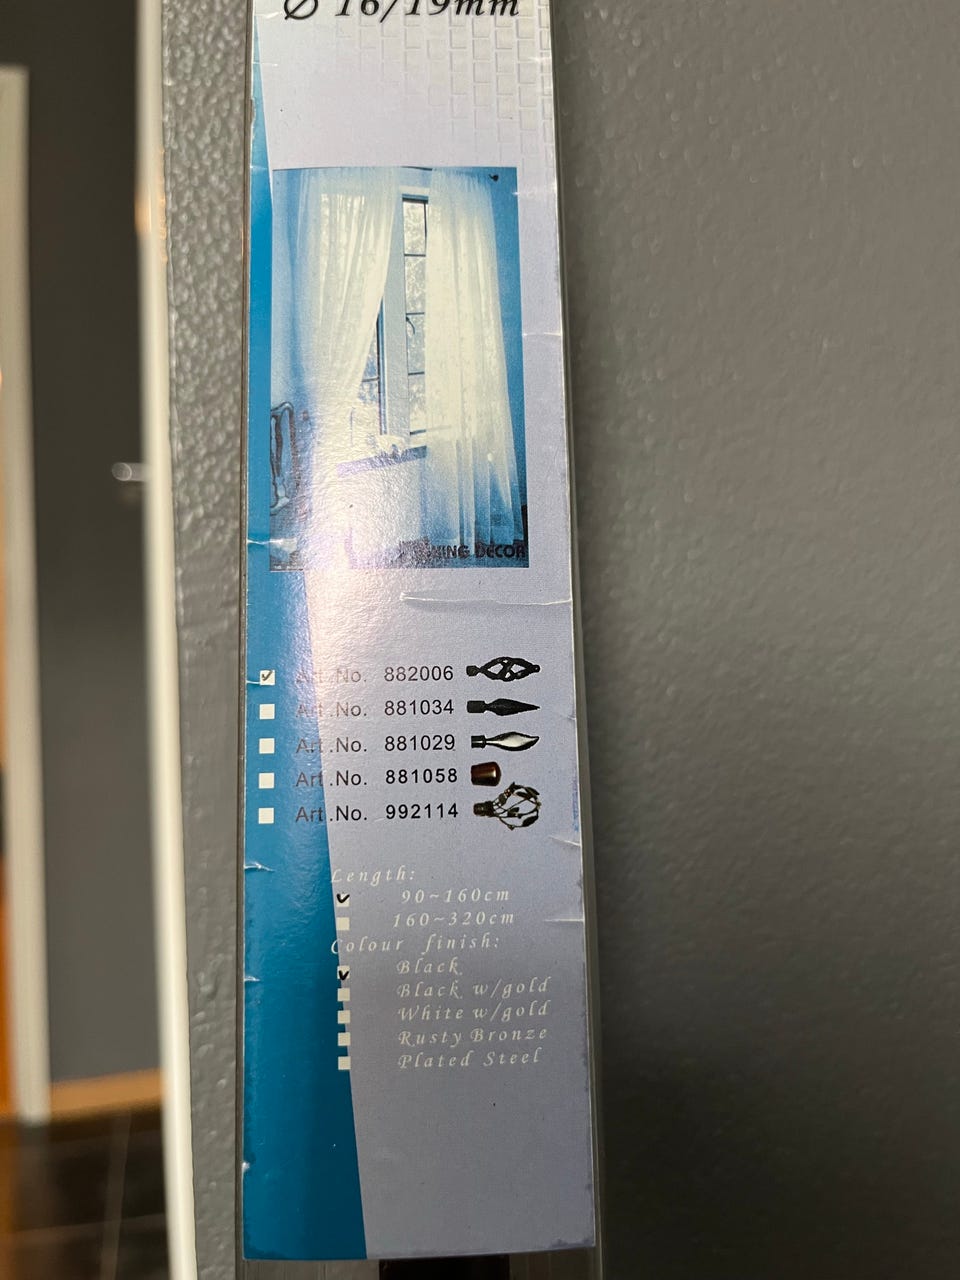 Ø 16/19mm
DECOR
Art.No. 882006
Art.No. 881034
Art.No. 881029
Art.No. 881058
Art.No. 992114
Length:
90~160cm
160~320cm
Colour finish:
Black
Black w/gold
White w/gold
Rusty Bronze
Plated Steel